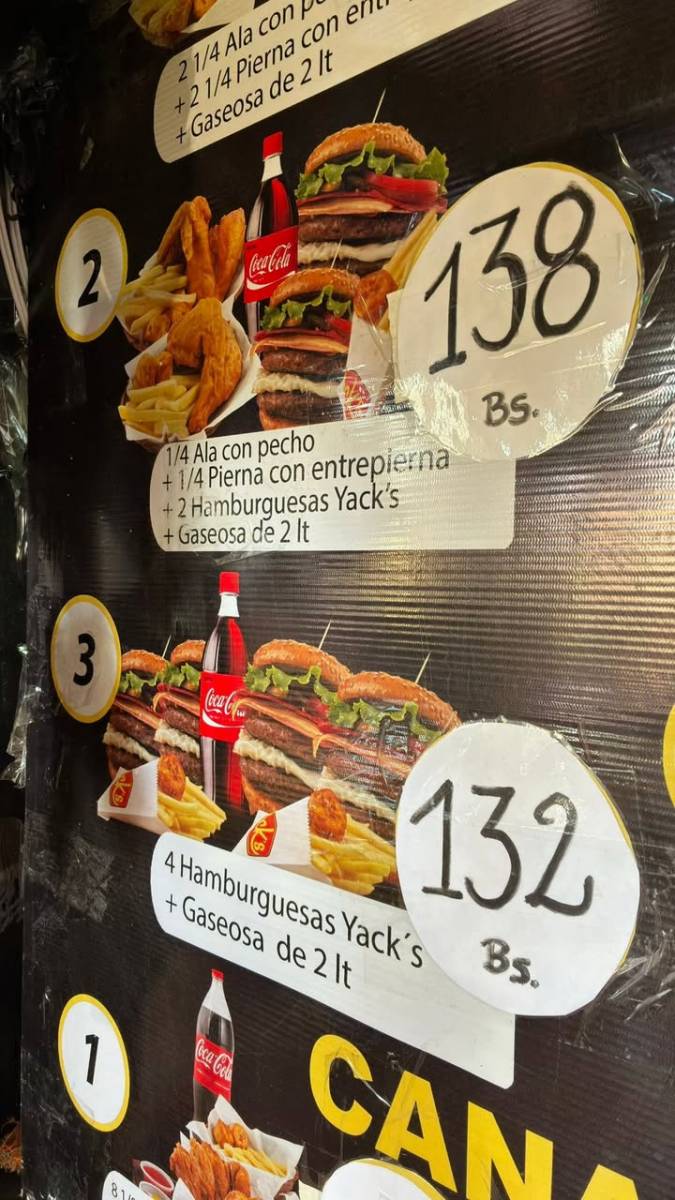 2 1/4 Ala con
+ 2 1/4 Pierna con
+ Gaseosa de 2 lt
2
Coca-Cola
138
Bs.
1/4 Ala con pecho
+ 1/4 Pierna con entrepierna
+ 2 Hamburguesas Yack's
+ Gaseosa de 2 lt
3
Coca-Cola
132
Bs.
4 Hamburguesas Yack´s
+ Gaseosa de 2 lt
1
Coca-Cola
CANA